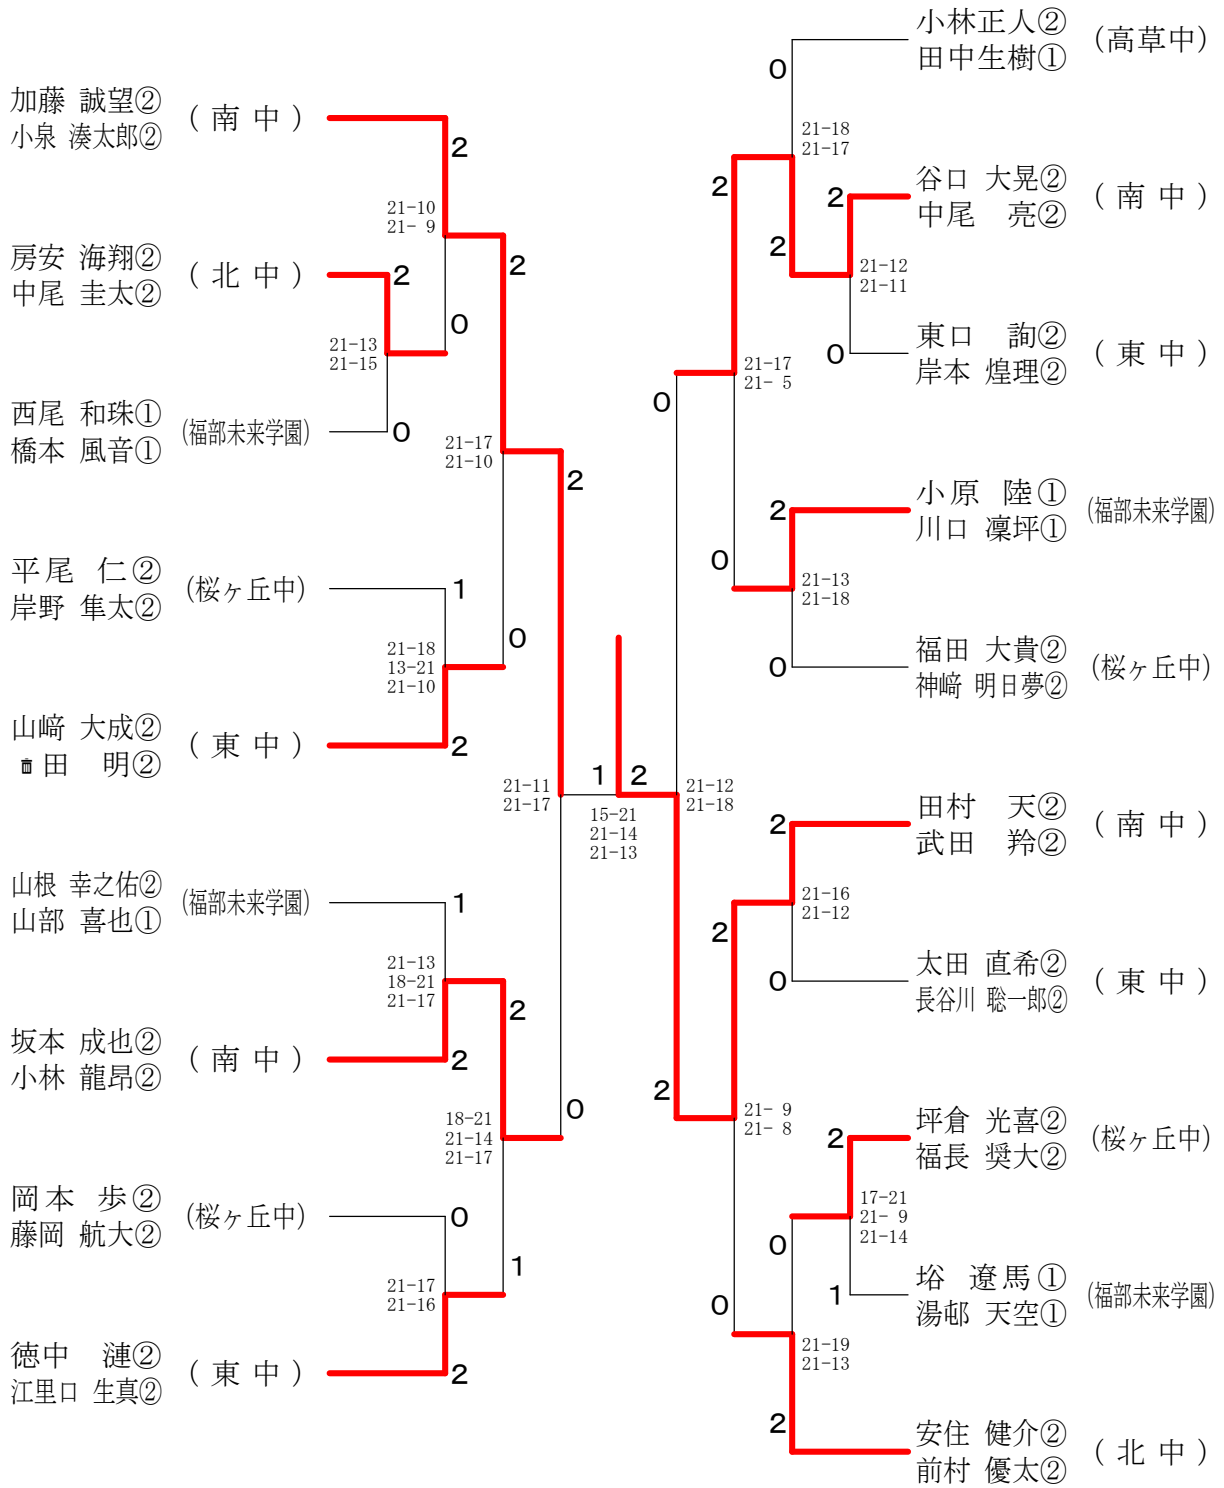 加藤 誠望②
小泉 湊太郎②
( 南 中 )
2
21-10
21- 9
房安 海翔②
中尾 圭太②
( 北 中 )
2
2
0
21-13
21-15
西尾 和珠①
橋本 風音①
(福部未来学園)
0
21-17
21-10
2
平尾 仁②
岸野 隼太②
(桜ヶ丘中)
1
0
21-18
13-21
21-10
山﨑 大成②
田 明②
( 東 中 )
2
21-11
21-17
1
2
15-21
21-14
21-13
山根 幸之佑②
山部 喜也①
(福部未来学園)
1
21-13
18-21
21-17
2
坂本 成也②
小林 龍昂②
( 南 中 )
2
0
18-21
21-14
21-17
岡本 歩②
藤岡 航大②
(桜ヶ丘中)
0
1
21-17
21-16
徳中 漣②
江里口 生真②
( 東 中 )
2
小林正人②
田中生樹①
(高草中)
0
21-18
21-17
2
2
谷口 大晃②
中尾 亮②
( 南 中 )
2
21-12
21-11
東口 詢②
岸本 煌理②
( 東 中 )
0
21-17
21- 5
0
小原 陸①
川口 凜坪①
(福部未来学園)
2
0
21-13
21-18
福田 大貴②
神﨑 明日夢②
(桜ヶ丘中)
0
21-12
21-18
田村 天②
武田 羚②
( 南 中 )
2
21-16
21-12
2
太田 直希②
長谷川 聡一郎②
( 東 中 )
0
2
21- 9
21- 8
坪倉 光喜②
福長 奨大②
(桜ヶ丘中)
2
17-21
21- 9
21-14
0
塔 遼馬①
湯邨 天空①
(福部未来学園)
1
0
21-19
21-13
安住 健介②
前村 優太②
( 北 中 )
2